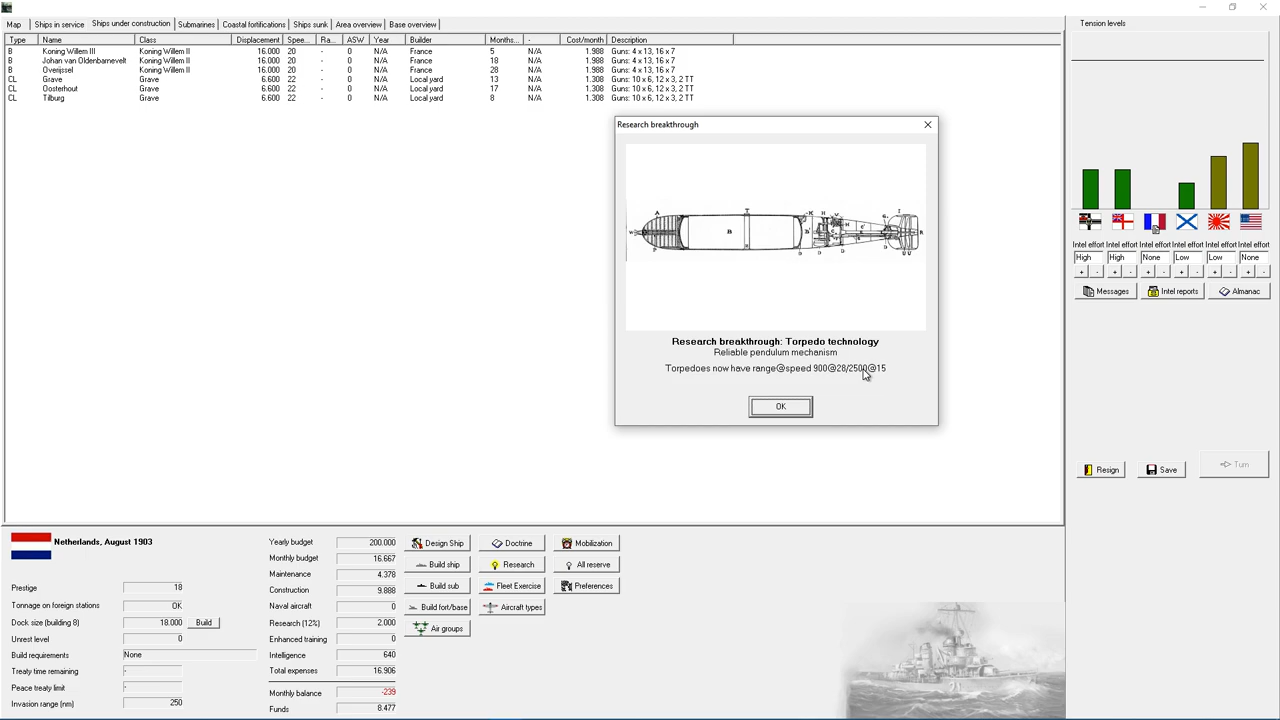 Map Ships in service Ships under construction Submarines Coastal fortifications Ships sunk Area overview Base overview
Type Name Class Displacement Spee... Ra... ASW Year Builder Months... - Cost/month Description
B Koning Willem III Koning Willem II 16.000 20 - 0 N/A France 5 N/A 1.988 Guns: 4 x 13, 16 x 7
B Johan van Oldenbarnevelt Koning Willem II 16.000 20 - 0 N/A France 18 N/A 1.988 Guns: 4 x 13, 16 x 7
B Overijssel Koning Willem II 16.000 20 - 0 N/A France 28 N/A 1.988 Guns: 4 x 13, 16 x 7
CL Grave Grave 6.600 22 - 0 N/A Local yard 13 N/A 1.308 Guns: 10 x 6, 12 x 3, 2 TT
CL Oosterhout Grave 6.600 22 - 0 N/A Local yard 17 N/A 1.308 Guns: 10 x 6, 12 x 3, 2 TT
CL Tilburg Grave 6.600 22 - 0 N/A Local yard 8 N/A 1.308 Guns: 10 x 6, 12 x 3, 2 TT
Research breakthrough
Research breakthrough: Torpedo technology
Reliable pendulum mechanism
Torpedoes now have range@speed 900@28/2500@15
OK
Tension levels
Intel effort Intel effort Intel effort Intel effort Intel effort Intel effort
High High None Low Low None
+ - + - + - + - + - + -
Messages Intel reports Almanac
Resign Save Turn
Netherlands, August 1903
Prestige 18
Tonnage on foreign stations OK
Dock size (building 8) 18.000 Build
Unrest level 0
Build requirements None
Treaty time remaining -
Peace treaty limit -
Invasion range (nm) 250
Yearly budget 200.000
Monthly budget 16.667
Maintenance 4.378
Construction 9.888
Naval aircraft 0
Research (12%) 2.000
Enhanced training 0
Intelligence 640
Total expenses 16.906
Monthly balance -239
Funds 8.477
Design Ship Doctrine Mobilization
Build ship Research All reserve
Build sub Fleet Exercise Preferences
Build fort/base Aircraft types
Air groups